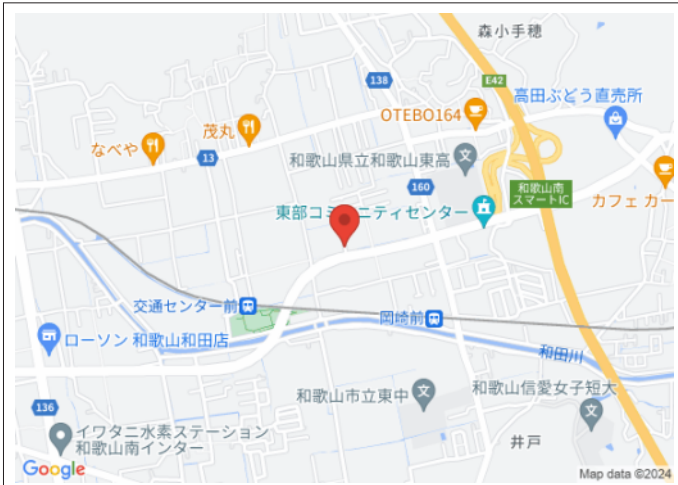 森小手穂
138
E42
高田ぶどう直売所
OTEBO164
茂丸
なべや
13
和歌山県立和歌山東高
160
和歌山南
スマートIC
カフェ カー
東部コミュニティセンター
交通センター前
岡崎前
ローソン 和歌山和田店
和田川
和歌山市立東中
和歌山信愛女子短大
136
イワタニ水素ステーション
和歌山南インター
井戸
Google
Map data ©2024